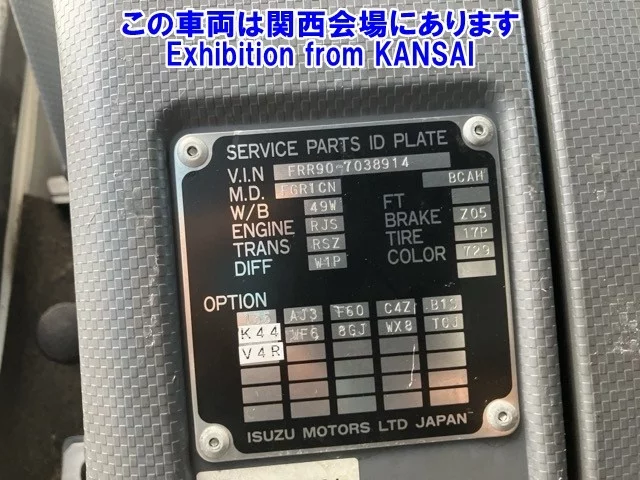 この車両は関西会場にあります
Exhibition from KANSAI
SERVICE PARTS ID PLATE
V.I.N FRR90-7038914
M.D. FGR1CN BCAH
W/B 49W FT
ENGINE RJS BRAKE Z05
TRANS RSZ TIRE 17P
DIFF W1P COLOR 729
OPTION
AJ3 F60 C4Z
K44 WF6 8GJ WX8 TCJ
V4R
ISUZU MOTORS LTD JAPAN